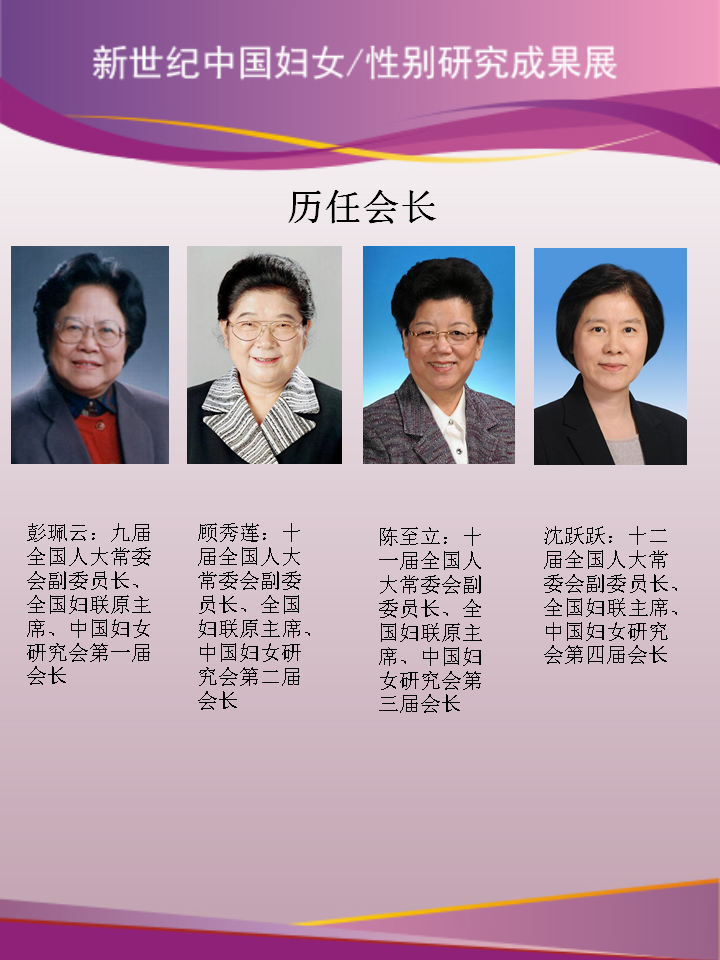 新世纪中国妇女/性别研究成果展
历任会长
彭珮云：九届
全国人大常委
会副委员长、
全国妇联原主
席、中国妇女
研究会第一届
会长
顾秀莲：十
届全国人大
常委会副委
员长、全国
妇联原主席、
中国妇女研
究会第二届
会长
陈至立：十
一届全国人
大常委会副
委员长、全
国妇联原主
席、中国妇
女研究会第
三届会长
沈跃跃：十二
届全国人大常
委会副委员长、
全国妇联主席、
中国妇女研究
会第四届会长